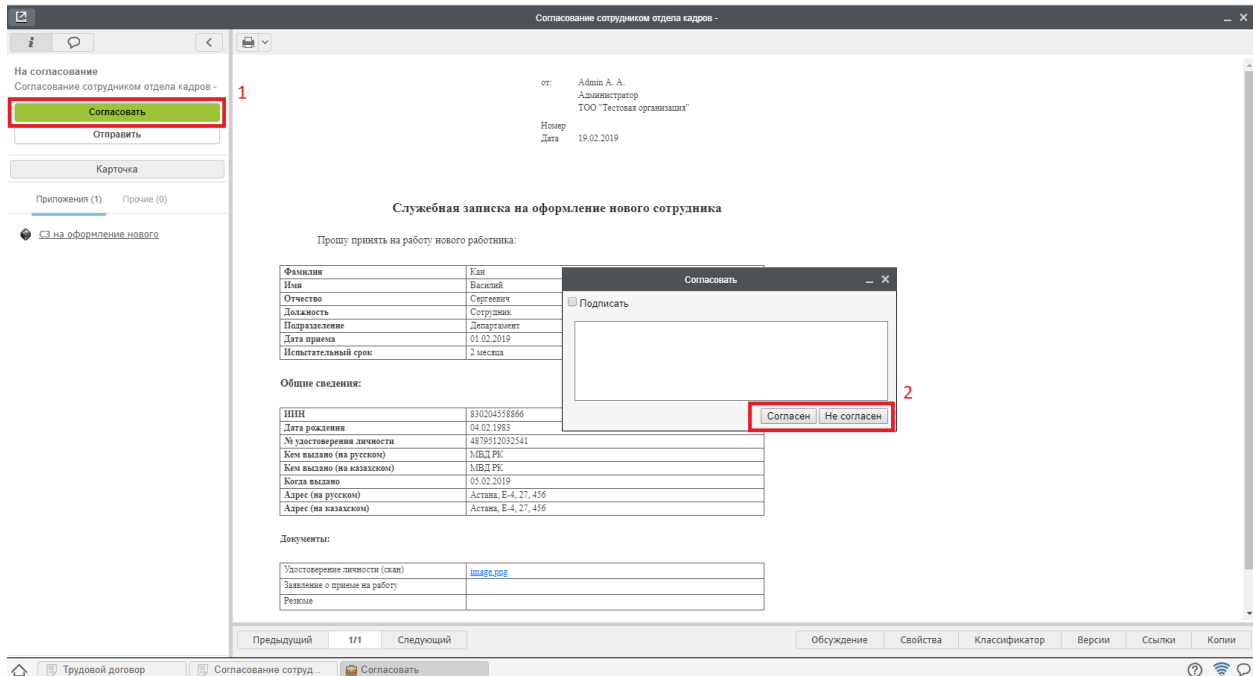 Согласование сотрудником отдела кадров -
На согласование
Согласование сотрудником отдела кадров -
1
Согласовать
Отправить
Карточка
Приложения (1) Прочие (0)
СЗ на оформление нового
от: Admin А. А.
Администратор
ТОО "Тестовая организация"
Номер
Дата 19.02.2019
Служебная записка на оформление нового сотрудника
Прошу принять на работу нового работника:
Фамилия Кан
Имя Василий
Отчество Сергеевич
Должность Сотрудник
Подразделение Департамент
Дата приема 01.02.2019
Испытательный срок 2 месяца
Согласовать
Подписать
2
Согласен Не согласен
Общие сведения:
ИИН 830204558866
Дата рождения 04.02.1983
№ удостоверения личности 4879512032541
Кем выдано (на русском) МВД РК
Кем выдано (на казахском) МВД РК
Когда выдано 05.02.2019
Адрес (на русском) Астана, Е-4, 27, 456
Адрес (на казахском) Астана, Е-4, 27, 456
Документы:
Удостоверение личности (скан) image.png
Заявление о приеме на работу
Резюме
Предыдущий 1/1 Следующий Обсуждение Свойства Классификатор Версии Ссылки Копии
Трудовой договор Согласование сотруд... Согласовать